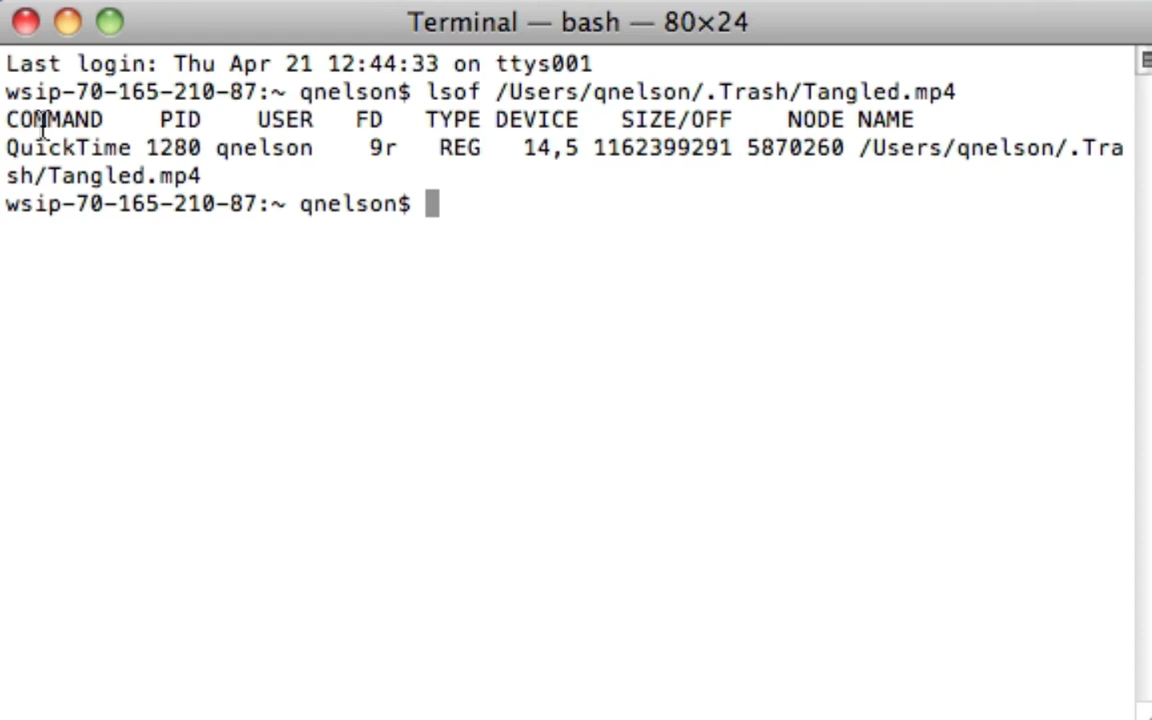 Terminal — bash — 80×24
Last login: Thu Apr 21 12:44:33 on ttys001
wsip-70-165-210-87:~ qnelson$ lsof /Users/qnelson/.Trash/Tangled.mp4
COMMAND    PID    USER   FD   TYPE DEVICE   SIZE/OFF    NODE NAME
QuickTime 1280 qnelson    9r   REG   14,5 1162399291 5870260 /Users/qnelson/.Tra
sh/Tangled.mp4
wsip-70-165-210-87:~ qnelson$